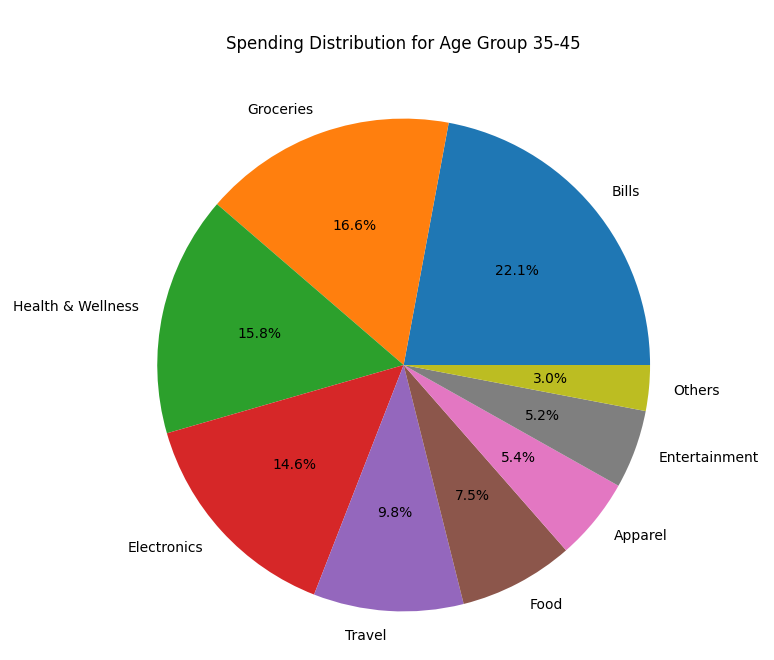 Spending Distribution for Age Group 35-45
Groceries
Bills
16.6%
22.1%
Health & Wellness
15.8%
3.0%
Others
5.2%
Entertainment
5.4%
14.6%
7.5%
9.8%
Apparel
Electronics
Food
Travel